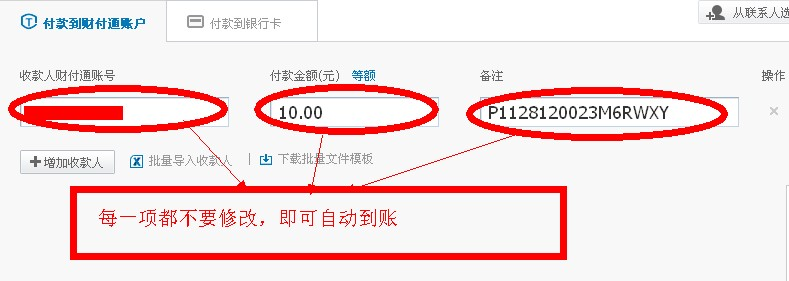 付款到财付通账户
付款到银行卡
从联系人选
收款人财付通账号
付款金额(元) 等额
备注
操作
10.00
P1128120023M6RWXY
增加收款人
批量导入收款人
下载批量文件模板
每一项都不要修改，即可自动到账